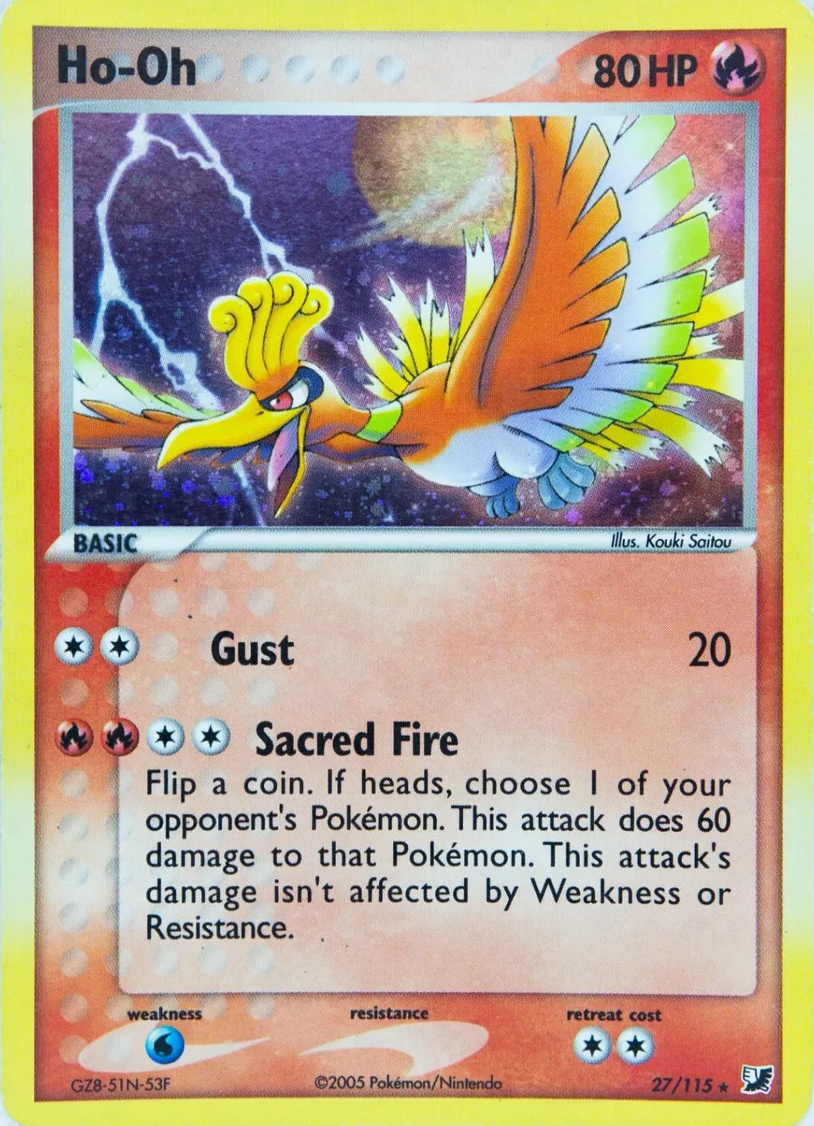 Ho-Oh 80 HP
BASIC Illus. Kouki Saitou
Gust 20
Sacred Fire
Flip a coin. If heads, choose 1 of your
opponent's Pokémon. This attack does 60
damage to that Pokémon. This attack's
damage isn't affected by Weakness or
Resistance.
weakness resistance retreat cost
GZ8-51N-53F ©2005 Pokémon/Nintendo 27/115 ★